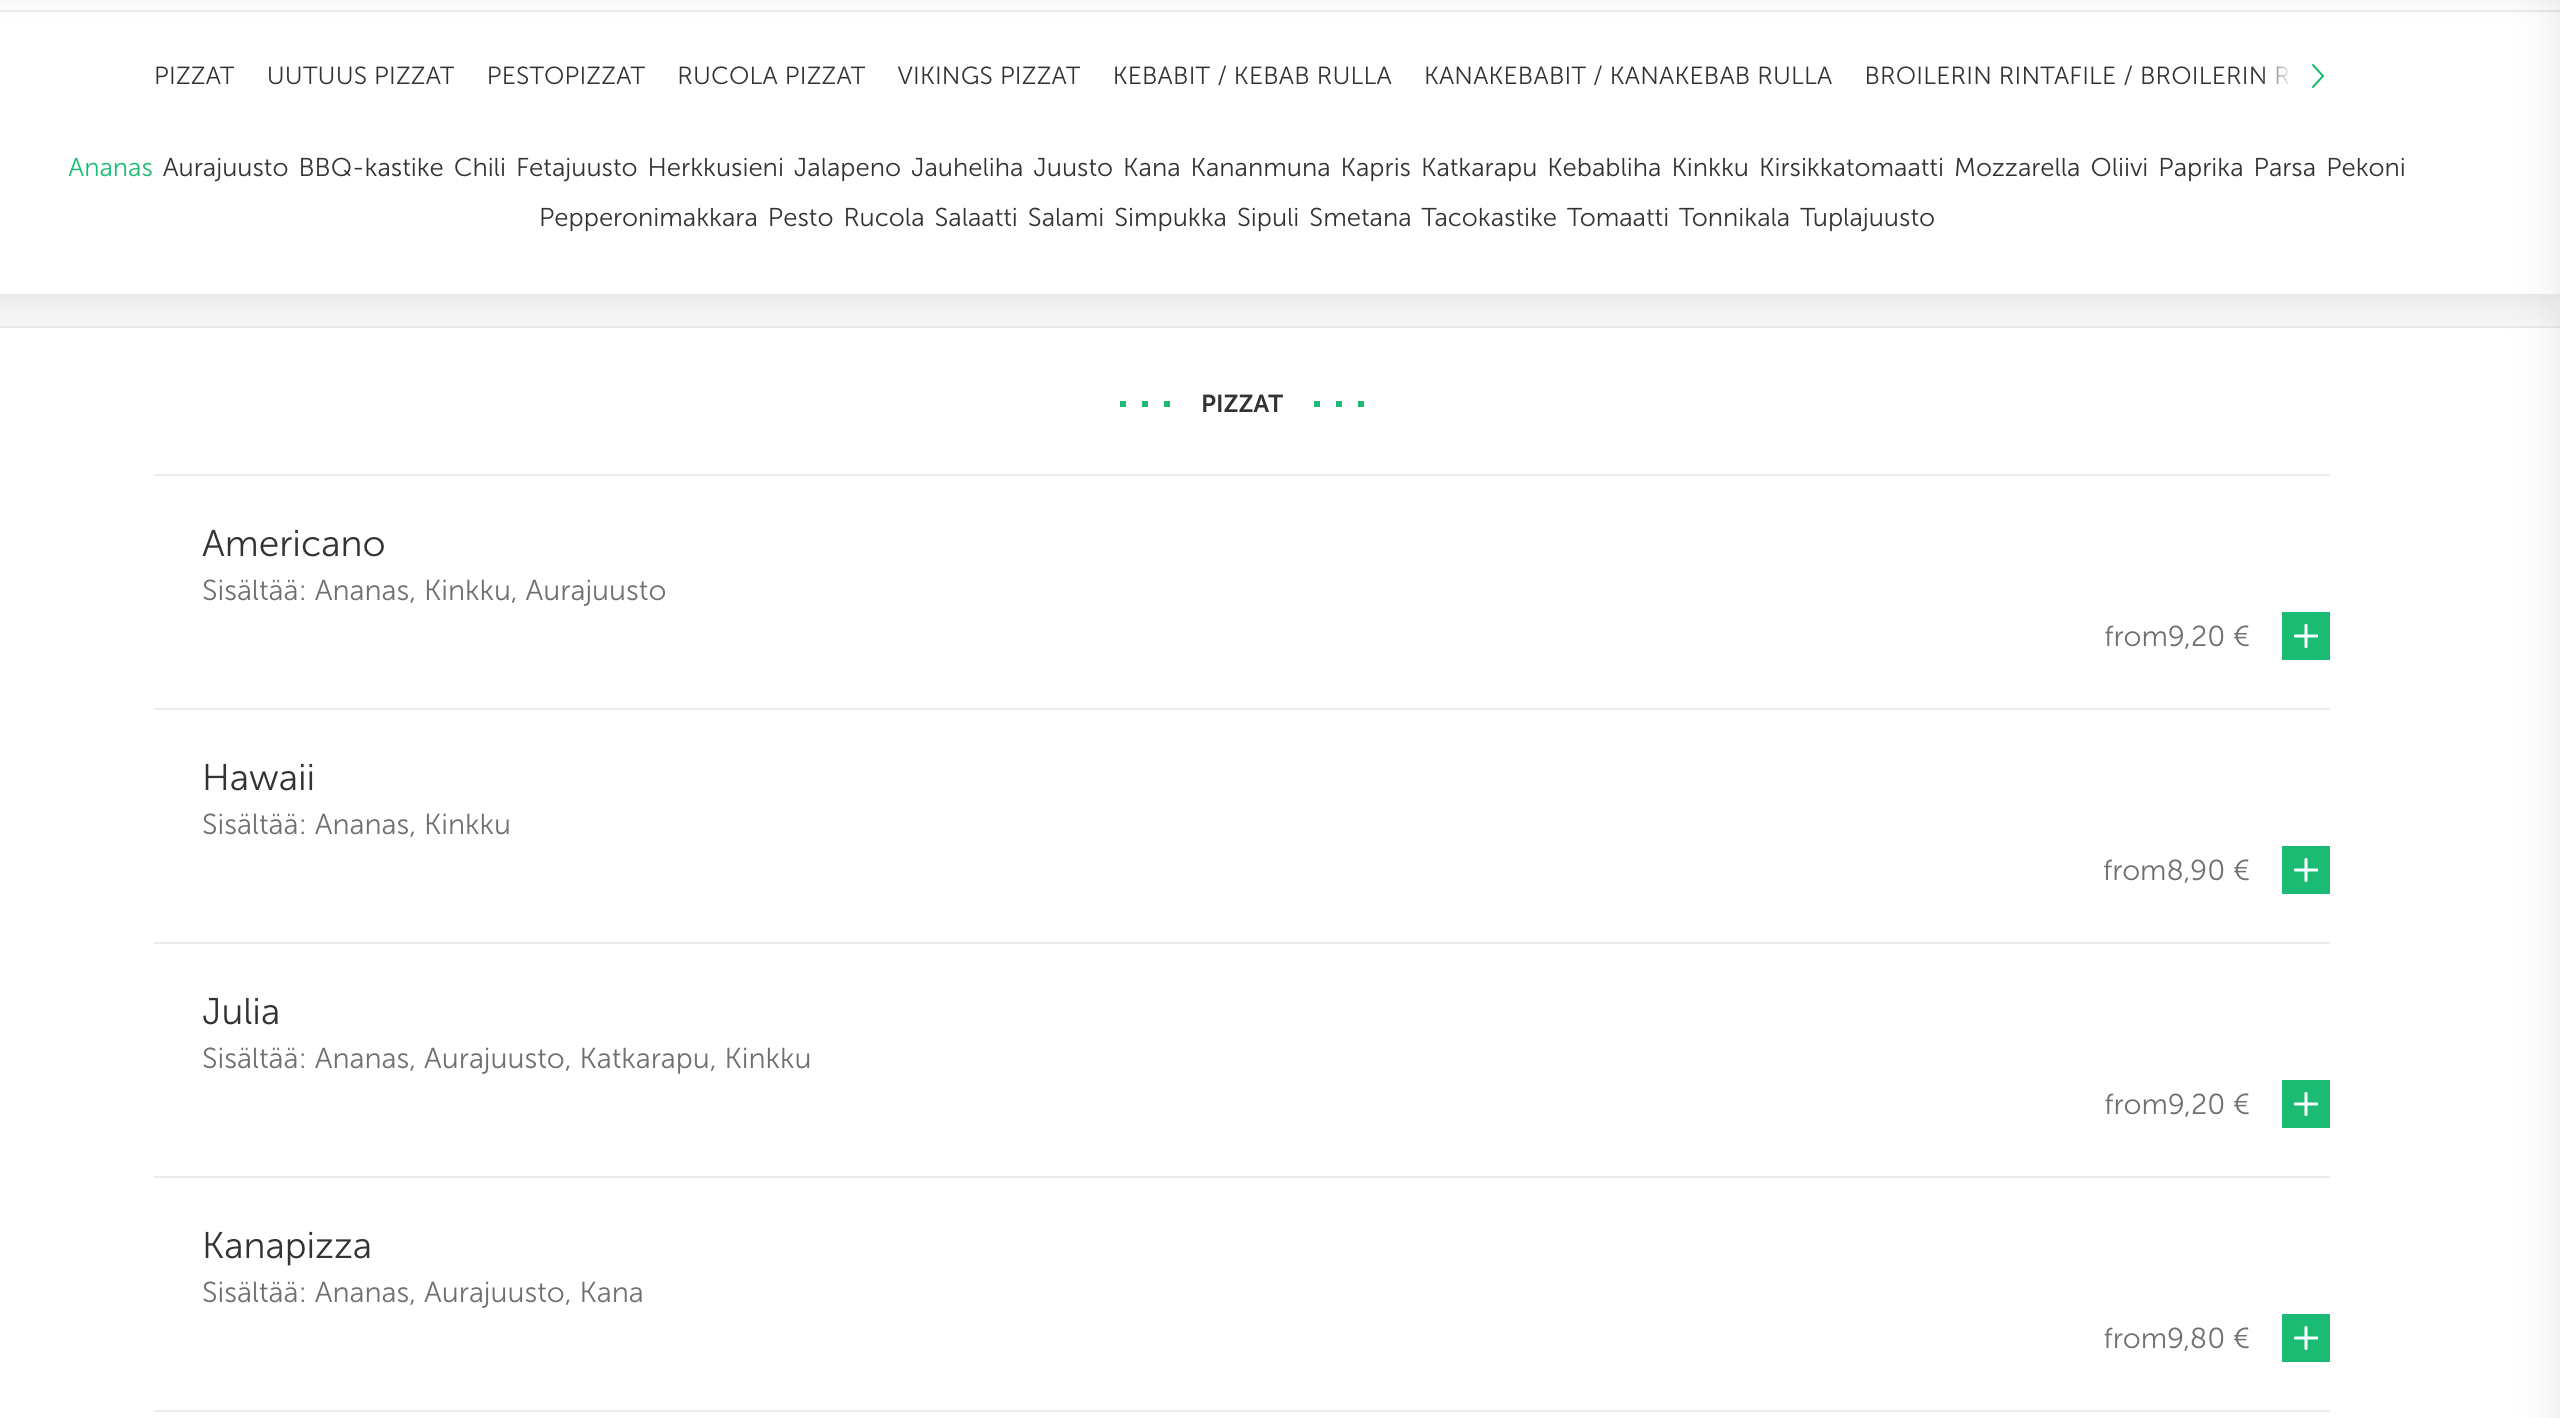 PIZZAT UUTUUS PIZZAT PESTOPIZZAT RUCOLA PIZZAT VIKINGS PIZZAT KEBABIT / KEBAB RULLA KANAKEBABIT / KANAKEBAB RULLA BROILERIN RINTAFILE / BROILERIN R
Ananas Aurajuusto BBQ-kastike Chili Fetajuusto Herkkusieni Jalapeno Jauheliha Juusto Kana Kananmuna Kapris Katkarapu Kebabliha Kinkku Kirsikkatomaatti Mozzarella Oliivi Paprika Parsa Pekoni
Pepperonimakkara Pesto Rucola Salaatti Salami Simpukka Sipuli Smetana Tacokastike Tomaatti Tonnikala Tuplajuusto
PIZZAT
Americano
Sisältää: Ananas, Kinkku, Aurajuusto
from9,20 €
Hawaii
Sisältää: Ananas, Kinkku
from8,90 €
Julia
Sisältää: Ananas, Aurajuusto, Katkarapu, Kinkku
from9,20 €
Kanapizza
Sisältää: Ananas, Aurajuusto, Kana
from9,80 €